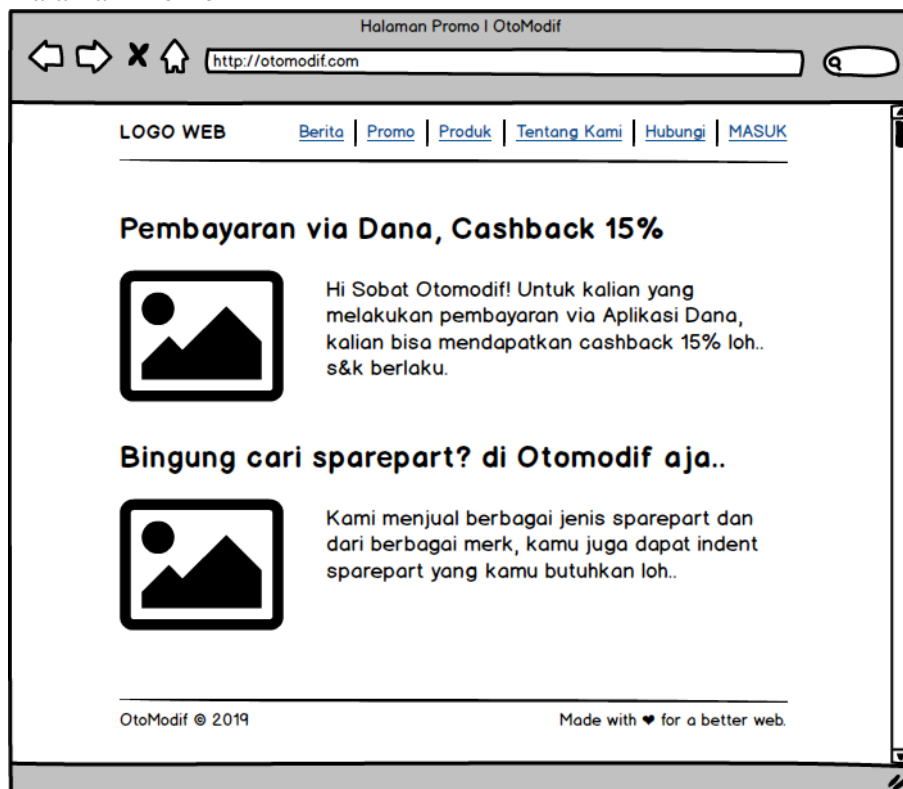 Halaman Promo | OtoModif
http://otomodif.com
LOGO WEB Berita | Promo | Produk | Tentang Kami | Hubungi | MASUK
Pembayaran via Dana, Cashback 15%
Hi Sobat Otomodif! Untuk kalian yang
melakukan pembayaran via Aplikasi Dana,
kalian bisa mendapatkan cashback 15% loh..
s&k berlaku.
Bingung cari sparepart? di Otomodif aja..
Kami menjual berbagai jenis sparepart dan
dari berbagai merk, kamu juga dapat indent
sparepart yang kamu butuhkan loh..
OtoModif © 2019 Made with ❤ for a better web.